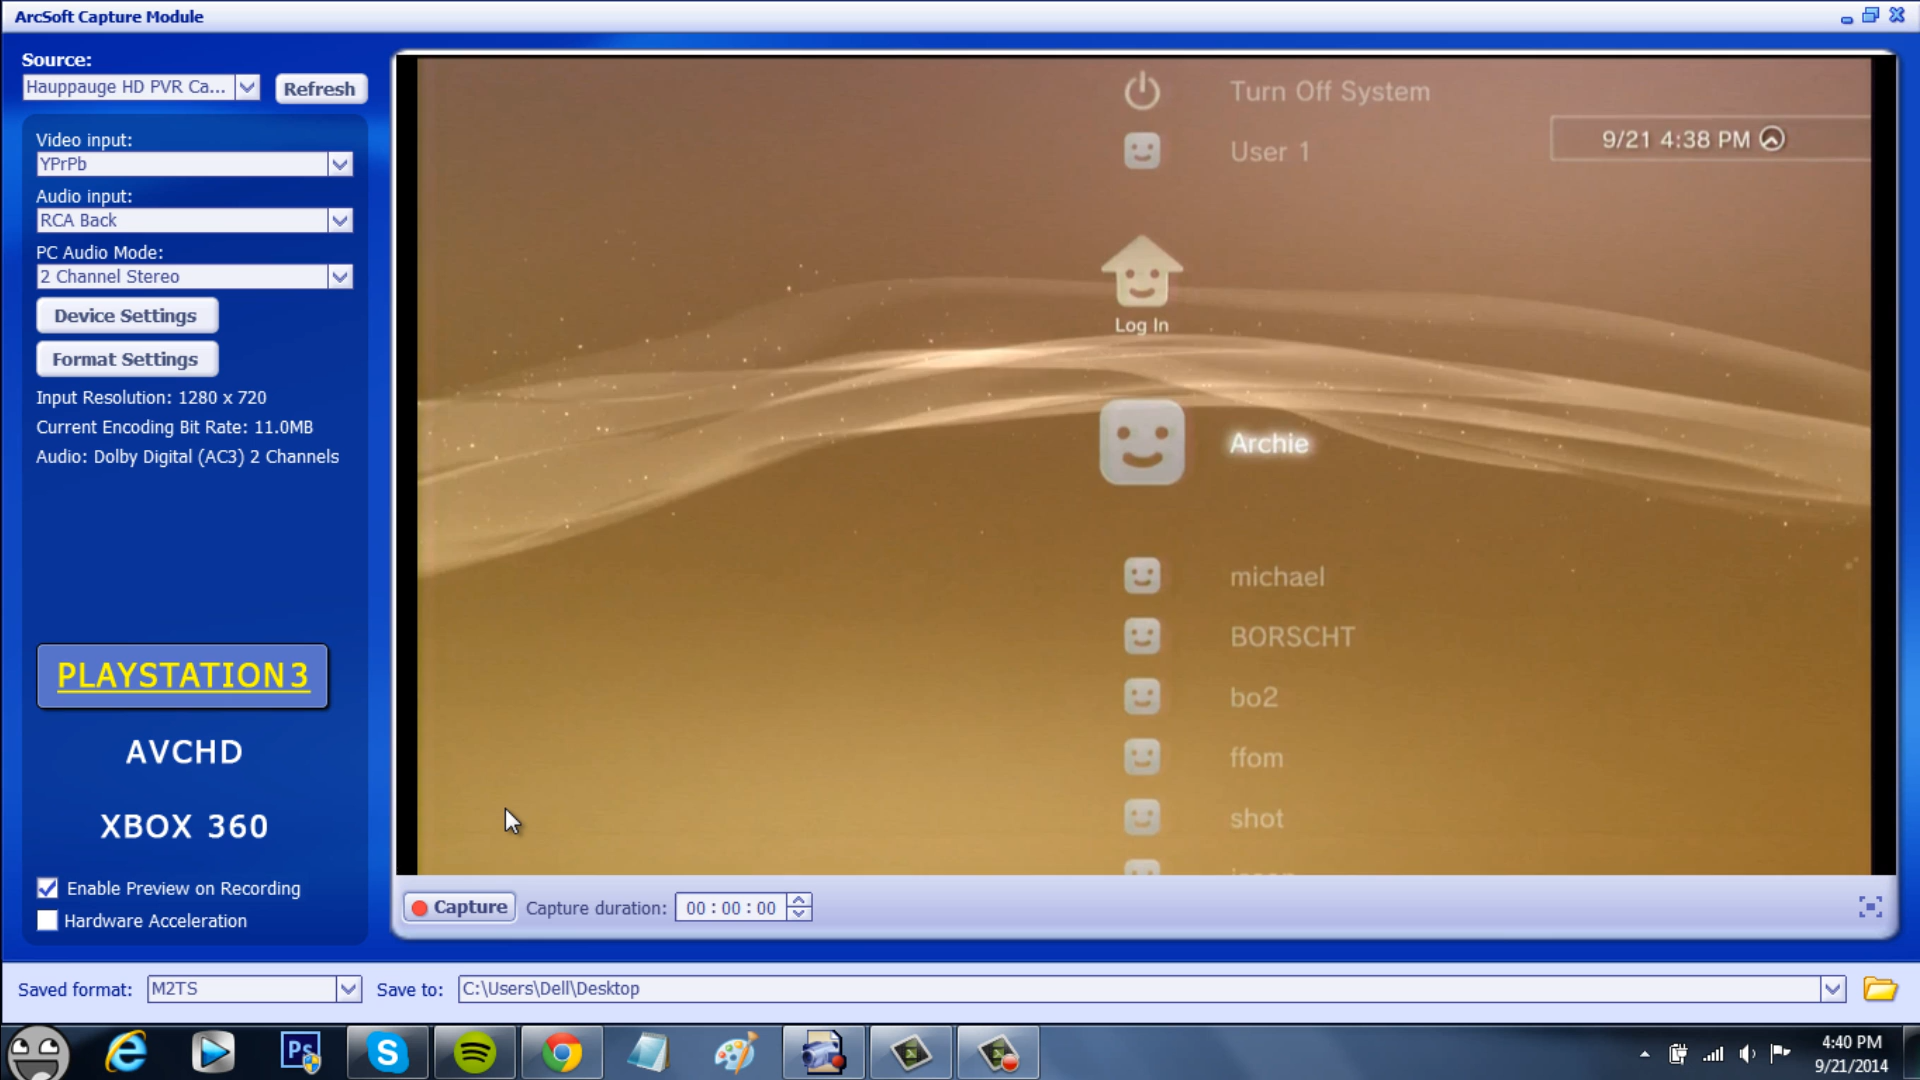 ArcSoft Capture Module
Source:
Hauppauge HD PVR Ca...
Refresh
Video input:
YPrPb
Audio input:
RCA Back
PC Audio Mode:
2 Channel Stereo
Device Settings
Format Settings
Input Resolution: 1280 x 720
Current Encoding Bit Rate: 11.0MB
Audio: Dolby Digital (AC3) 2 Channels
PLAYSTATION3
AVCHD
XBOX 360
Enable Preview on Recording
Hardware Acceleration
Turn Off System
9/21 4:38 PM
User 1
Log In
Archie
michael
BORSCHT
bo2
ffom
shot
Capture
Capture duration:
00 : 00 : 00
Saved format:
M2TS
Save to:
C:\Users\Dell\Desktop
Ps
4:40 PM
9/21/2014